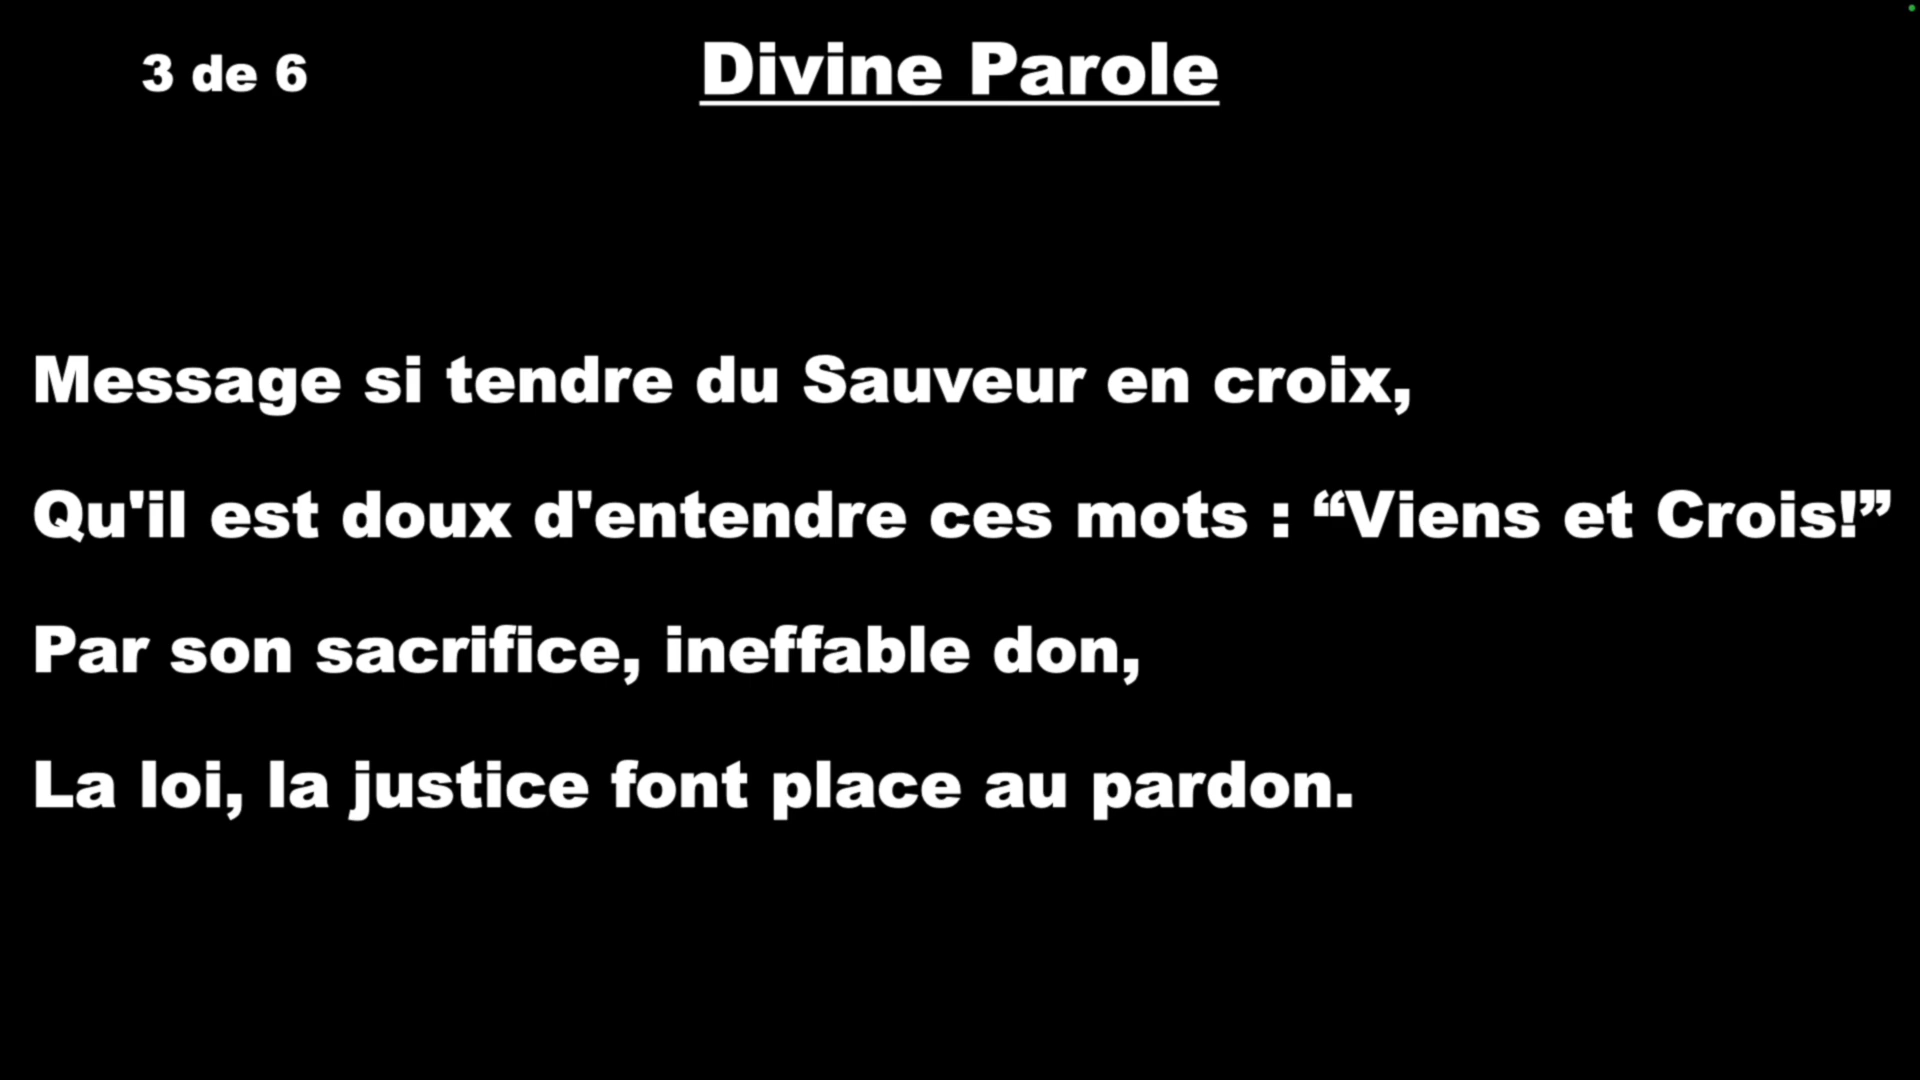 3 de 6
Divine Parole
Message si tendre du Sauveur en croix,
Qu'il est doux d'entendre ces mots : “Viens et Crois!”
Par son sacrifice, ineffable don,
La loi, la justice font place au pardon.